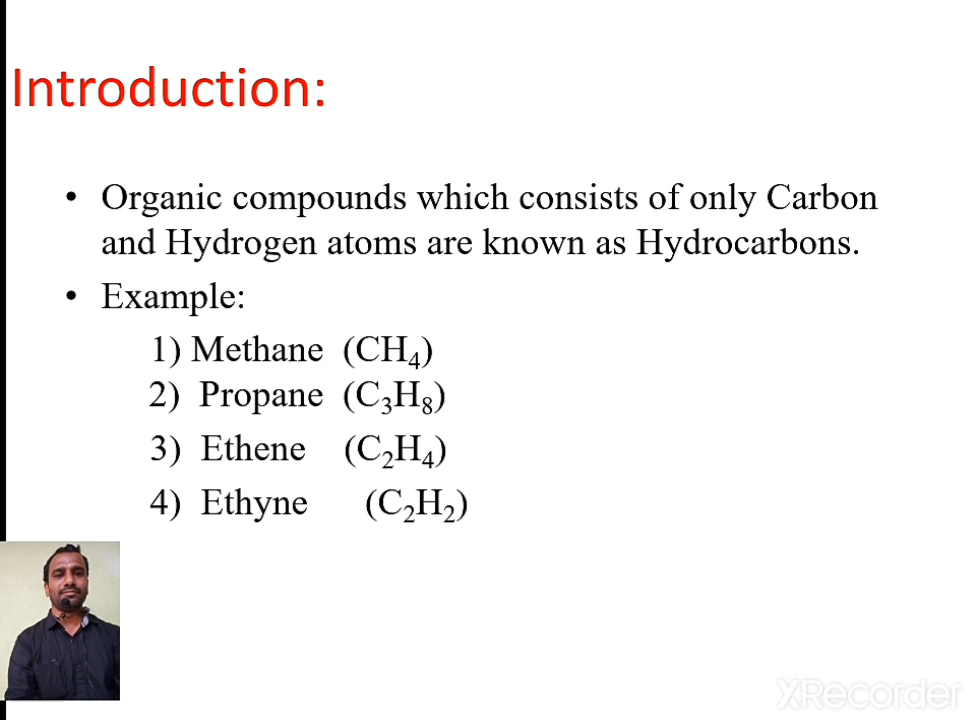 Introduction:
• Organic compounds which consists of only Carbon
and Hydrogen atoms are known as Hydrocarbons.
• Example:
1) Methane (CH₄)
2) Propane (C₃H₈)
3) Ethene (C₂H₄)
4) Ethyne (C₂H₂)
XRecorder